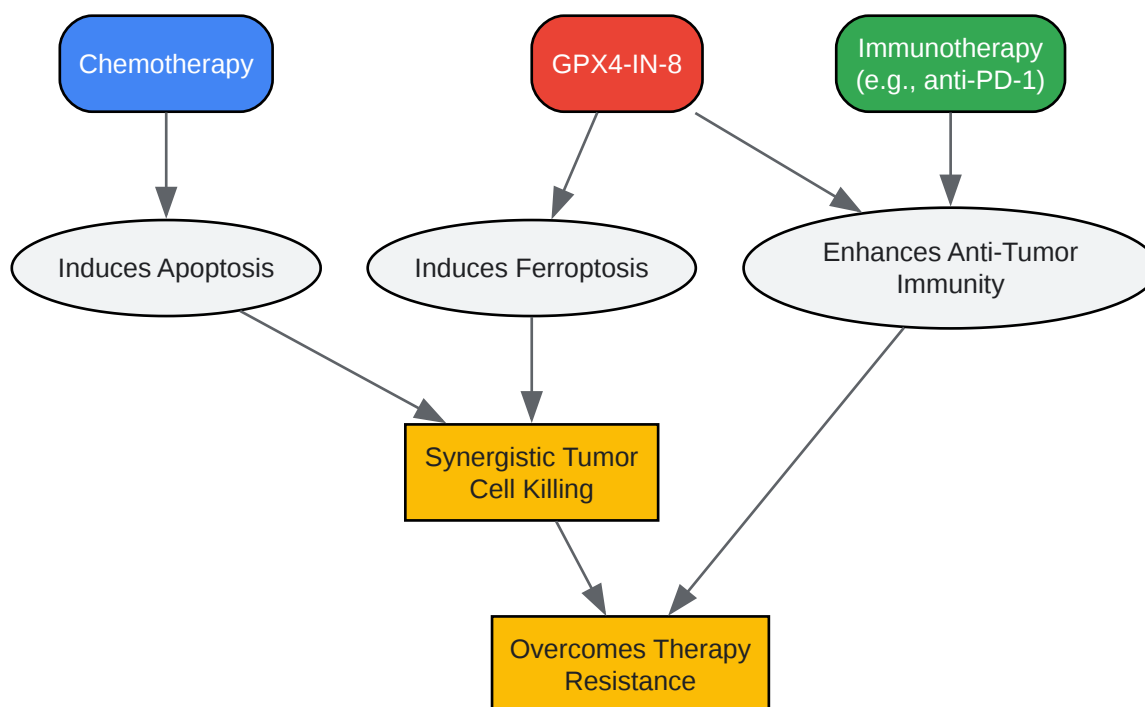 Chemotherapy
GPX4-IN-8
Immunotherapy
(e.g., anti-PD-1)
Induces Apoptosis
Induces Ferroptosis
Enhances Anti-Tumor
Immunity
Synergistic Tumor
Cell Killing
Overcomes Therapy
Resistance